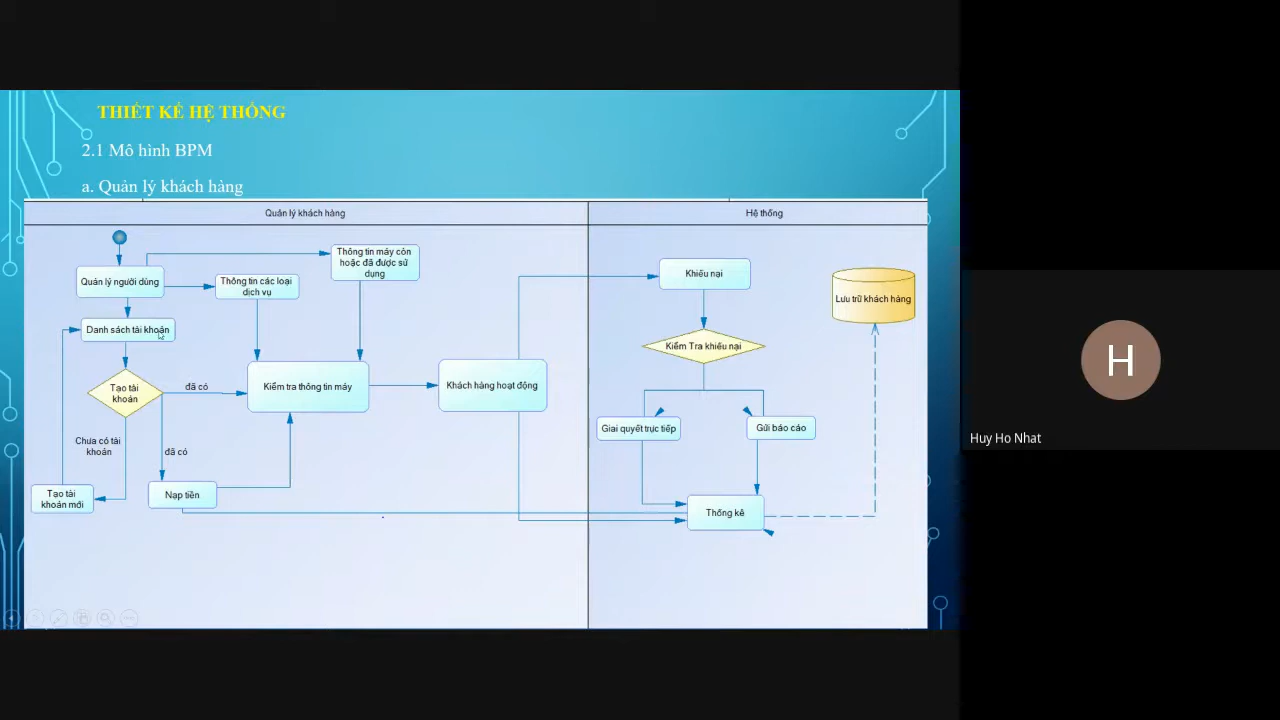 THIẾT KẾ HỆ THỐNG
2.1 Mô hình BPM
a. Quản lý khách hàng
Quản lý khách hàng
Hệ thống
Quản lý người dùng
Thông tin các loại
dịch vụ
Thông tin máy còn
hoặc đã được sử
dụng
Khiếu nại
Lưu trữ khách hàng
Danh sách tài khoản
Kiểm Tra khiếu nại
Tạo tài
khoản
đã có
Kiểm tra thông tin máy
Khách hàng hoạt động
Chưa có tài
khoản
đã có
Giai quyết trực tiếp
Gửi báo cáo
Tạo tài
khoản mới
Nạp tiền
Thống kê
H
Huy Ho Nhat